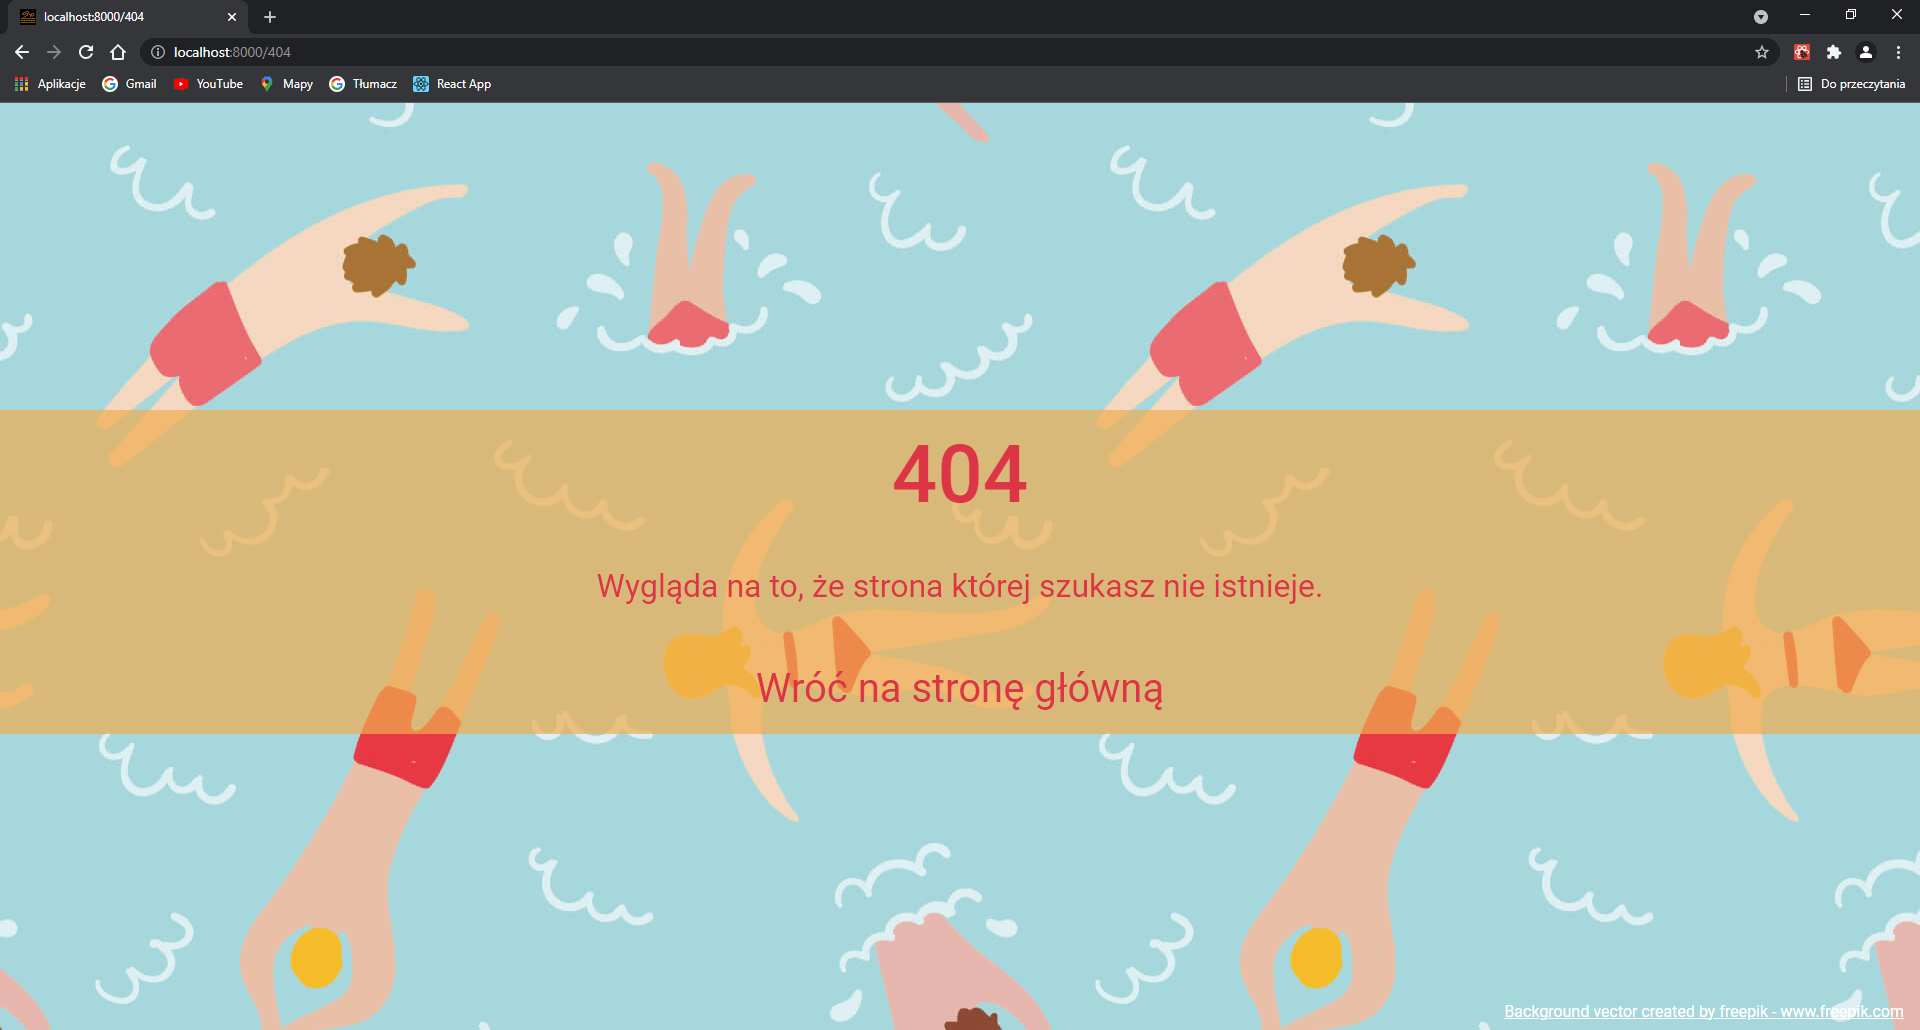 localhost:8000/404
localhost:8000/404
Aplikacje Gmail YouTube Mapy Tłumacz React App Do przeczytania
404
Wygląda na to, że strona której szukasz nie istnieje.
Wróć na stronę główną
Background vector created by freepik - www.freepik.com